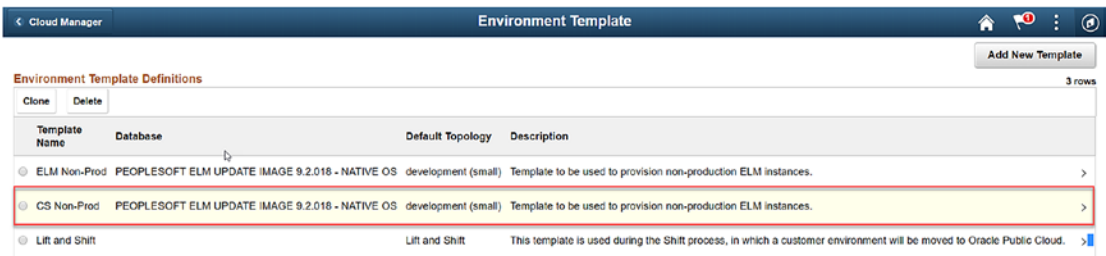 Cloud Manager
Environment Template
1
Add New Template
Environment Template Definitions
3 rows
Clone Delete
Template Name Database Default Topology Description
ELM Non-Prod PEOPLESOFT ELM UPDATE IMAGE 9.2.018 - NATIVE OS development (small) Template to be used to provision non-production ELM instances.
CS Non-Prod PEOPLESOFT ELM UPDATE IMAGE 9.2.018 - NATIVE OS development (small) Template to be used to provision non-production ELM instances.
Lift and Shift Lift and Shift This template is used during the Shift process, in which a customer environment will be moved to Oracle Public Cloud.